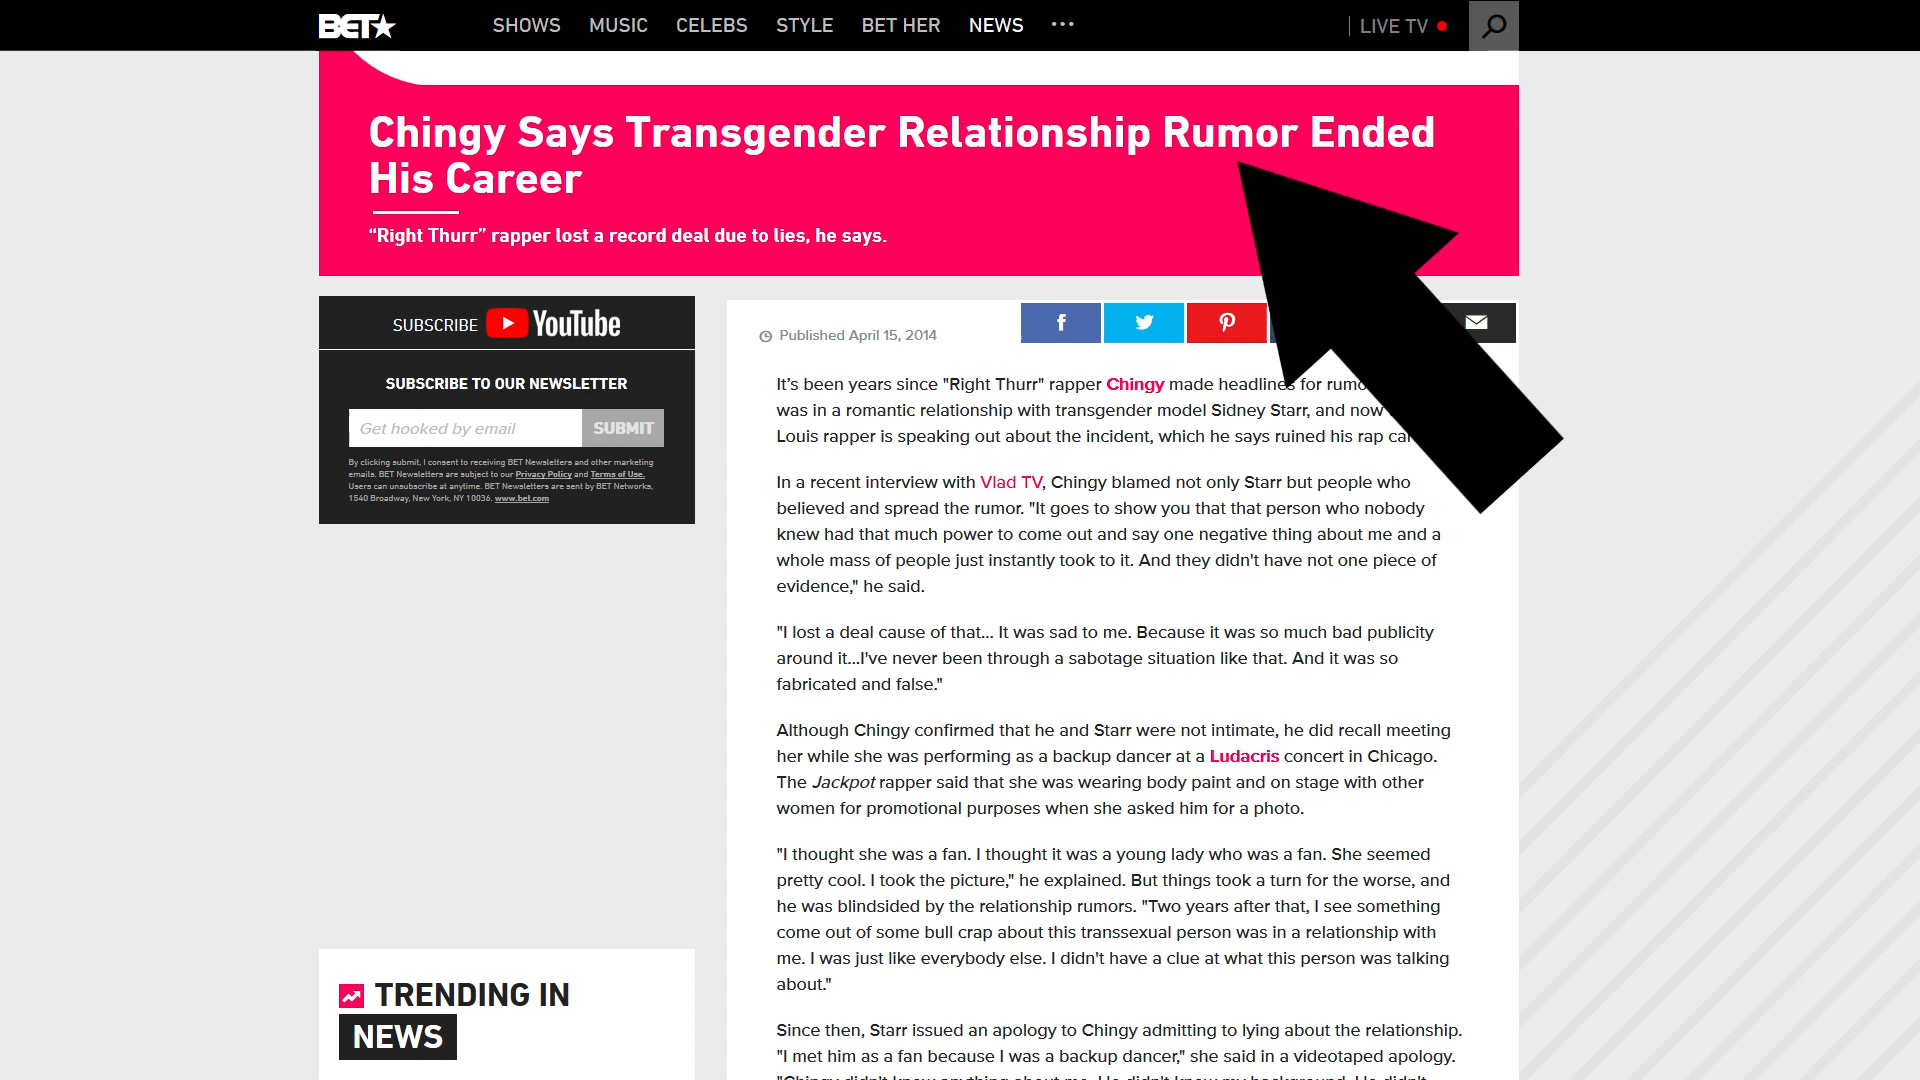 BET
SHOWS MUSIC CELEBS STYLE BET HER NEWS ••• LIVE TV
Chingy Says Transgender Relationship Rumor Ended
His Career
“Right Thurr” rapper lost a record deal due to lies, he says.
SUBSCRIBE YouTube
SUBSCRIBE TO OUR NEWSLETTER
Get hooked by email SUBMIT
By clicking submit, I consent to receiving BET Newsletters and other marketing
emails. BET Newsletters are subject to our Privacy Policy and Terms of Use.
Users can unsubscribe at anytime. BET Newsletters are sent by BET Networks,
1540 Broadway, New York, NY 10036. www.bet.com
TRENDING IN
NEWS
Published April 15, 2014
It’s been years since "Right Thurr" rapper Chingy made headlines for
was in a romantic relationship with transgender model Sidney Starr, and now
Louis rapper is speaking out about the incident, which he says ruined his rap
In a recent interview with Vlad TV, Chingy blamed not only Starr but people who
believed and spread the rumor. "It goes to show you that that person who nobody
knew had that much power to come out and say one negative thing about me and a
whole mass of people just instantly took to it. And they didn't have not one piece of
evidence," he said.
"I lost a deal cause of that... It was sad to me. Because it was so much bad publicity
around it...I've never been through a sabotage situation like that. And it was so
fabricated and false."
Although Chingy confirmed that he and Starr were not intimate, he did recall meeting
her while she was performing as a backup dancer at a Ludacris concert in Chicago.
The Jackpot rapper said that she was wearing body paint and on stage with other
women for promotional purposes when she asked him for a photo.
"I thought she was a fan. I thought it was a young lady who was a fan. She seemed
pretty cool. I took the picture," he explained. But things took a turn for the worse, and
he was blindsided by the relationship rumors. "Two years after that, I see something
come out of some bull crap about this transsexual person was in a relationship with
me. I was just like everybody else. I didn't have a clue at what this person was talking
about."
Since then, Starr issued an apology to Chingy admitting to lying about the relationship.
"I met him as a fan because I was a backup dancer," she said in a videotaped apology.